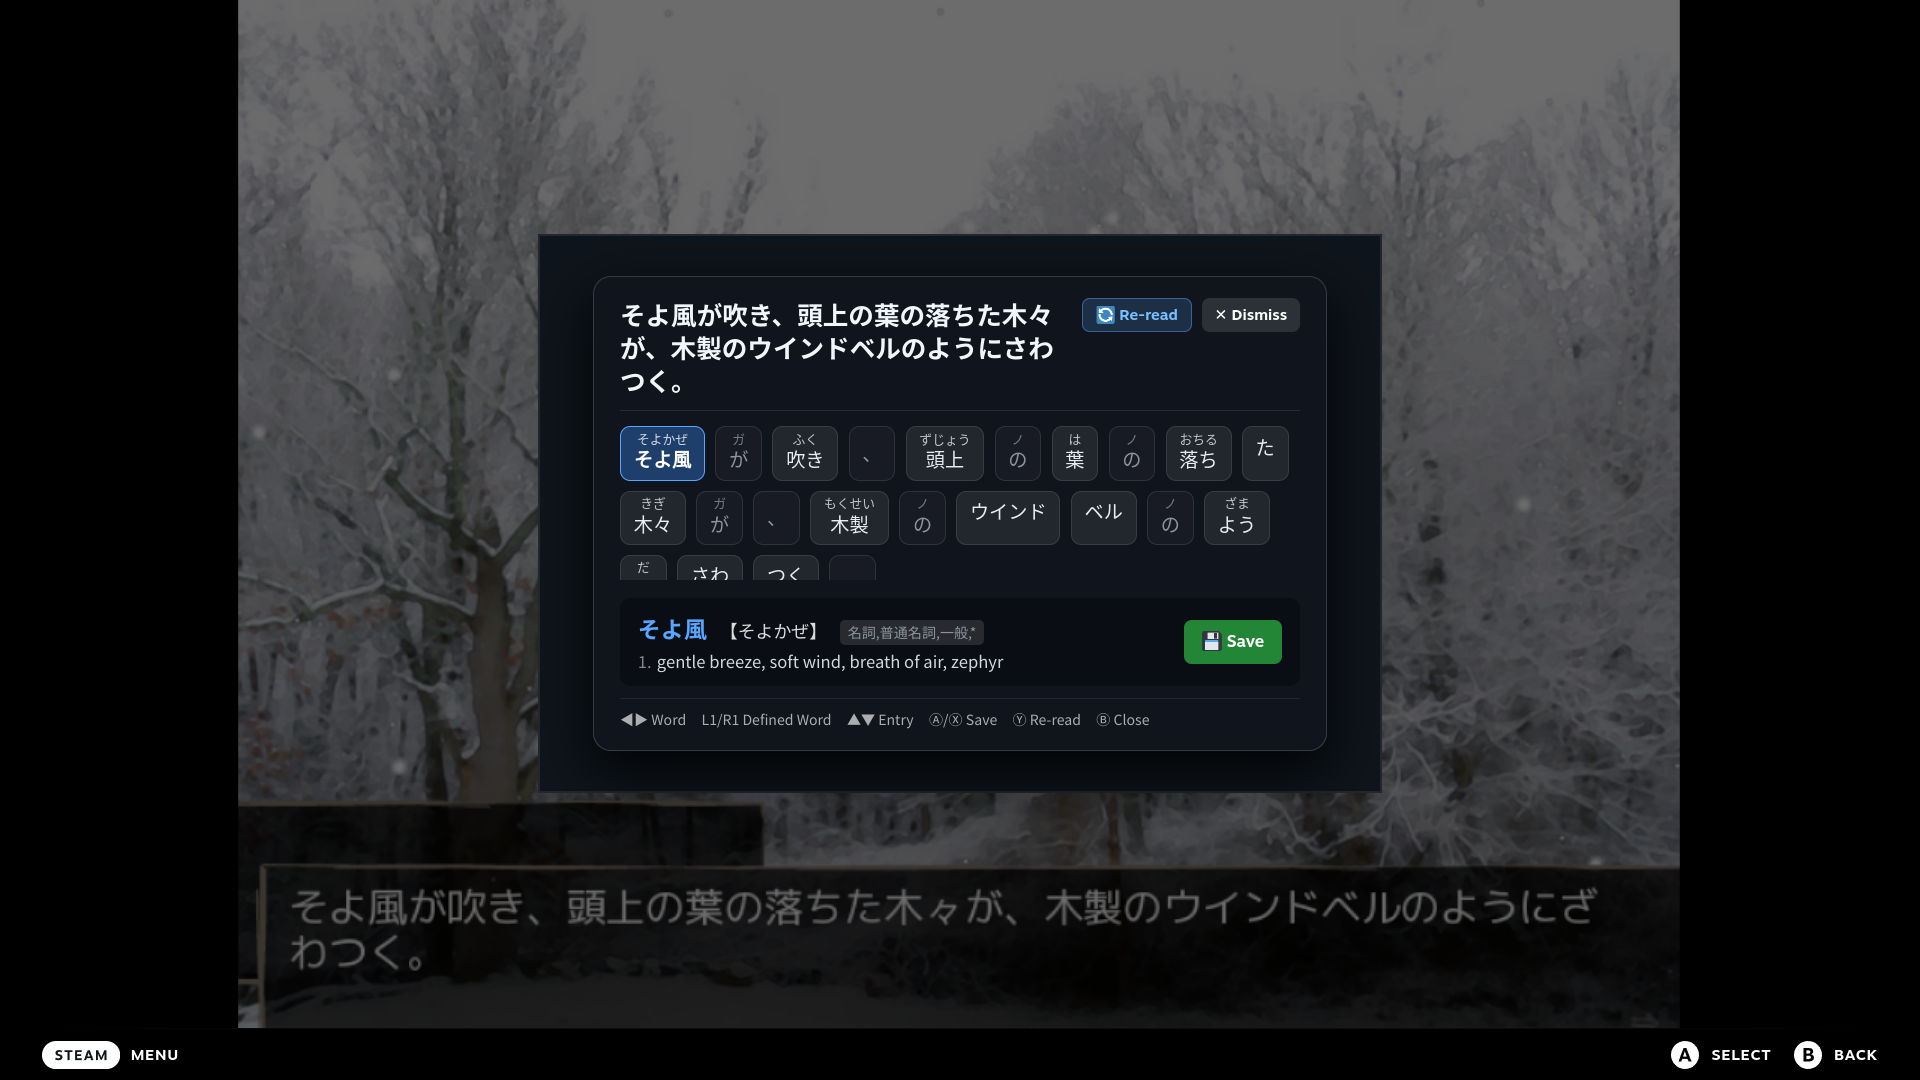 そよ風が吹き、頭上の葉の落ちた木々
が、木製のウインドベルのようにさわ
つく。
Re-read
✕ Dismiss
そよかぜ ガ ふく ずじょう ノ は ノ おちる
そよ風 が 吹き 、 頭上 の 葉 の 落ち た
きぎ ガ もくせい ノ ノ ざま
木々 が 、 木製 の ウインド ベル の よう
だ
さわ つく
そよ風 【そよかぜ】 名詞,普通名詞,一般,*
1. gentle breeze, soft wind, breath of air, zephyr
Save
◀▶ Word L1/R1 Defined Word ▲▼ Entry Ⓐ/Ⓧ Save Ⓨ Re-read Ⓑ Close
そよ風が吹き、頭上の葉の落ちた木々が、木製のウインドベルのようにざ
わつく。
STEAM MENU
A SELECT B BACK